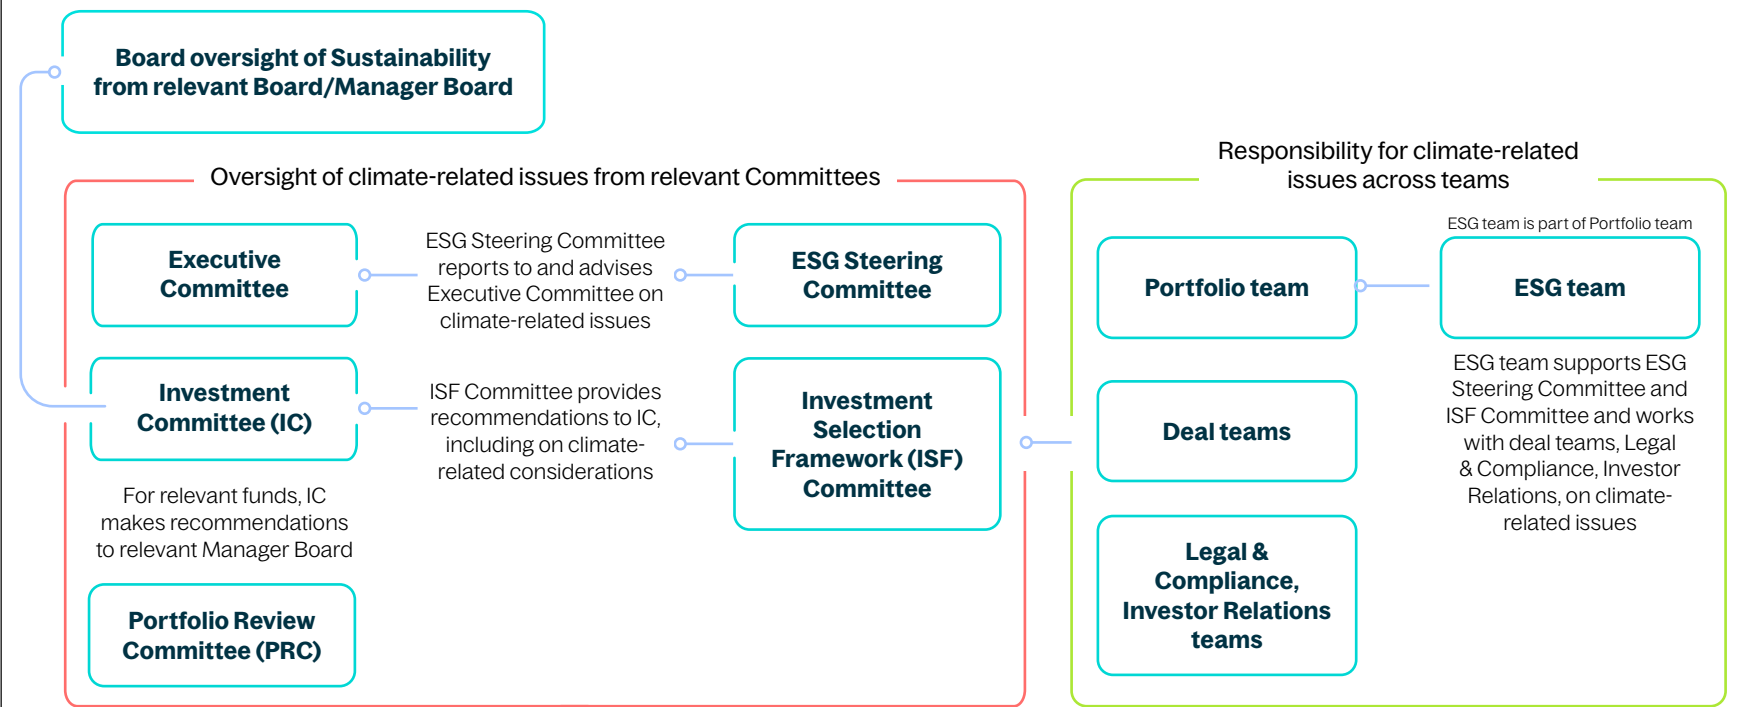 Board oversight of Sustainability
from relevant Board/Manager Board
Oversight of climate-related issues from relevant Committees
Executive
Committee
ESG Steering Committee
reports to and advises
Executive Committee on
climate-related issues
ESG Steering
Committee
Investment
Committee (IC)
ISF Committee provides
recommendations to IC,
including on climate-
related considerations
Investment
Selection
Framework (ISF)
Committee
For relevant funds, IC
makes recommendations
to relevant Manager Board
Portfolio Review
Committee (PRC)
Responsibility for climate-related
issues across teams
Portfolio team
ESG team is part of Portfolio team
ESG team
ESG team supports ESG
Steering Committee and
ISF Committee and works
with deal teams, Legal
& Compliance, Investor
Relations, on climate-
related issues
Deal teams
Legal &
Compliance,
Investor Relations
teams